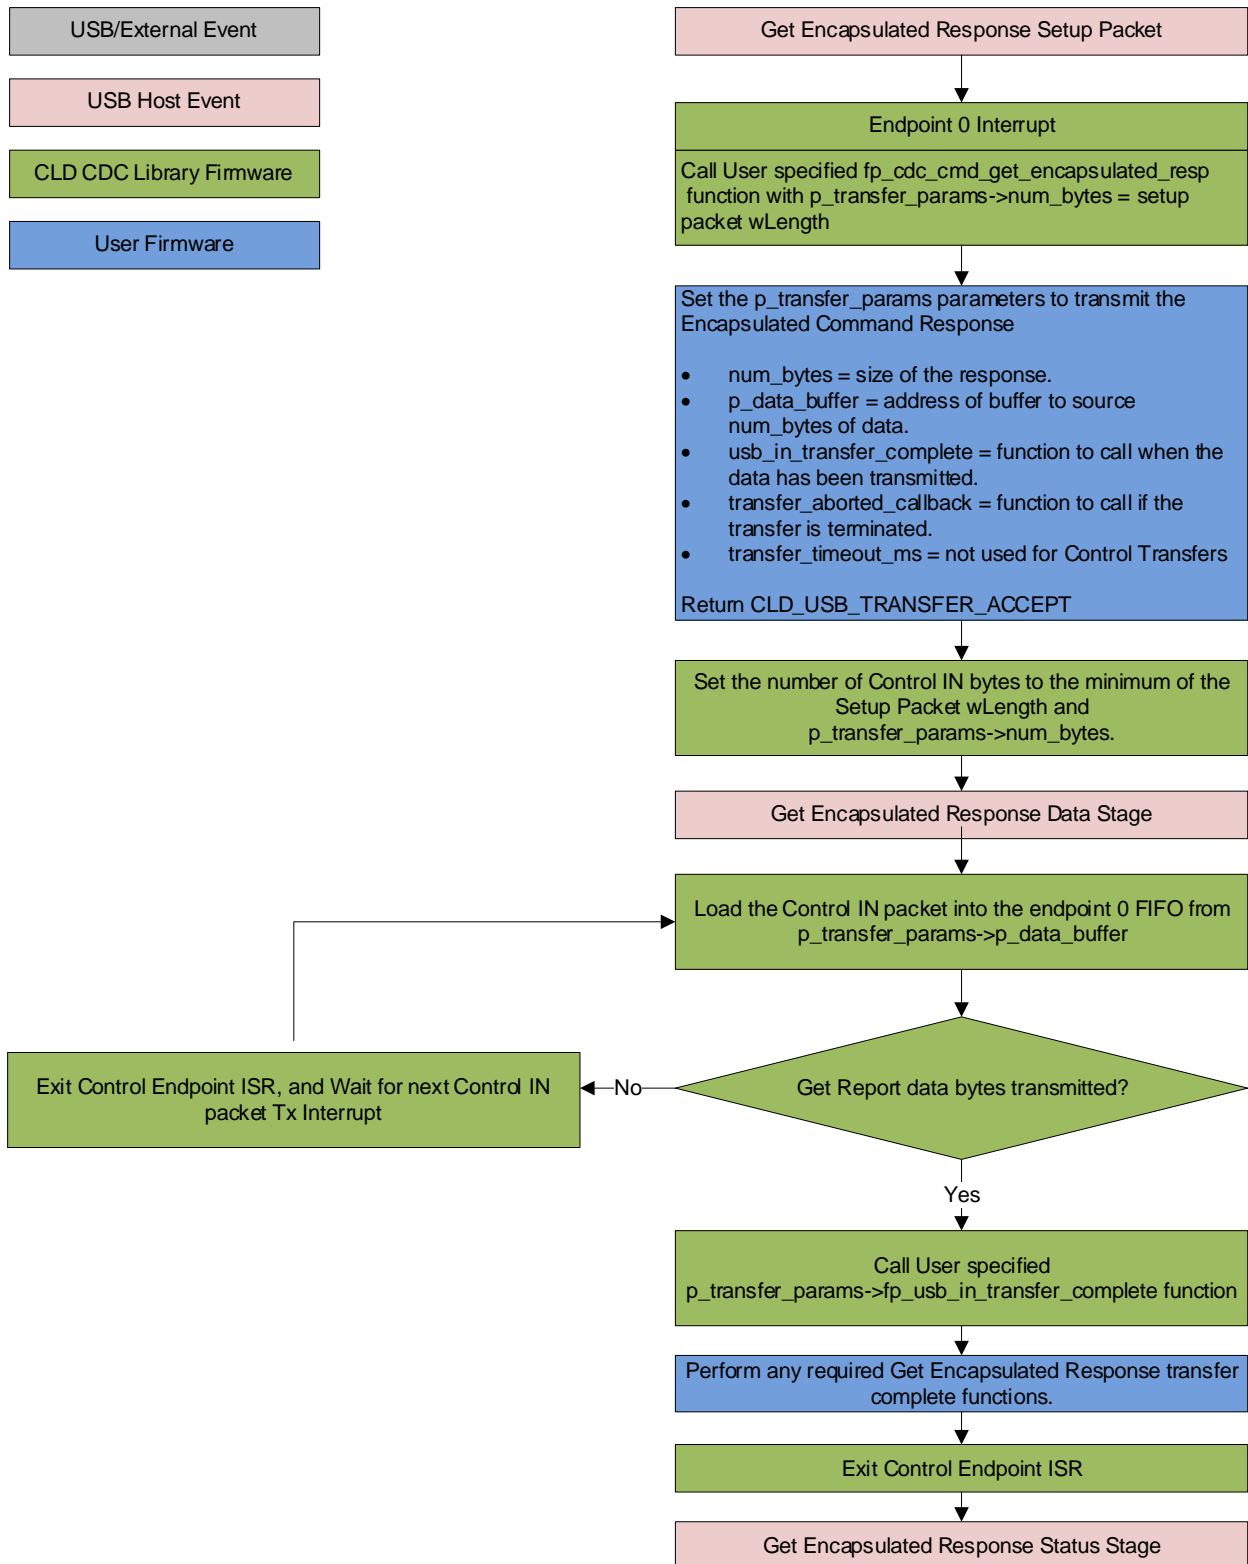 USB/External Event
USB Host Event
CLD CDC Library Firmware
User Firmware
Get Encapsulated Response Setup Packet
Endpoint 0 Interrupt
Call User specified fp_cdc_cmd_get_encapsulated_resp
function with p_transfer_params->num_bytes = setup
packet wLength
Set the p_transfer_params parameters to transmit the
Encapsulated Command Response
• num_bytes = size of the response.
• p_data_buffer = address of buffer to source
num_bytes of data.
• usb_in_transfer_complete = function to call when the
data has been transmitted.
• transfer_aborted_callback = function to call if the
transfer is terminated.
• transfer_timeout_ms = not used for Control Transfers
Return CLD_USB_TRANSFER_ACCEPT
Set the number of Control IN bytes to the minimum of the
Setup Packet wLength and
p_transfer_params->num_bytes.
Get Encapsulated Response Data Stage
Load the Control IN packet into the endpoint 0 FIFO from
p_transfer_params->p_data_buffer
Get Report data bytes transmitted?
No
Exit Control Endpoint ISR, and Wait for next Control IN
packet Tx Interrupt
Yes
Call User specified
p_transfer_params->fp_usb_in_transfer_complete function
Perform any required Get Encapsulated Response transfer
complete functions.
Exit Control Endpoint ISR
Get Encapsulated Response Status Stage